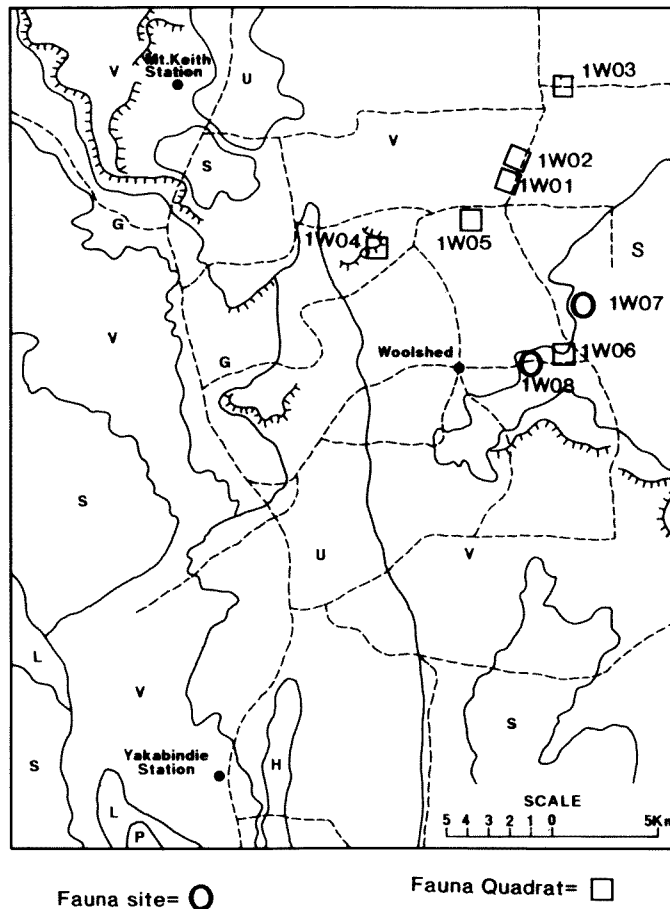 1W03
Mt.Keith
Station
V
U
V
1W02
S
1W01
G
1W04
1W05
S
1W07
V
G
Woolshed
1W06
1W08
S
U
V
L
V
S
S
Yakabindie
Station
H
L
P
SCALE
5 4 3 2 1 0 5Km
Fauna site=
Fauna Quadrat=